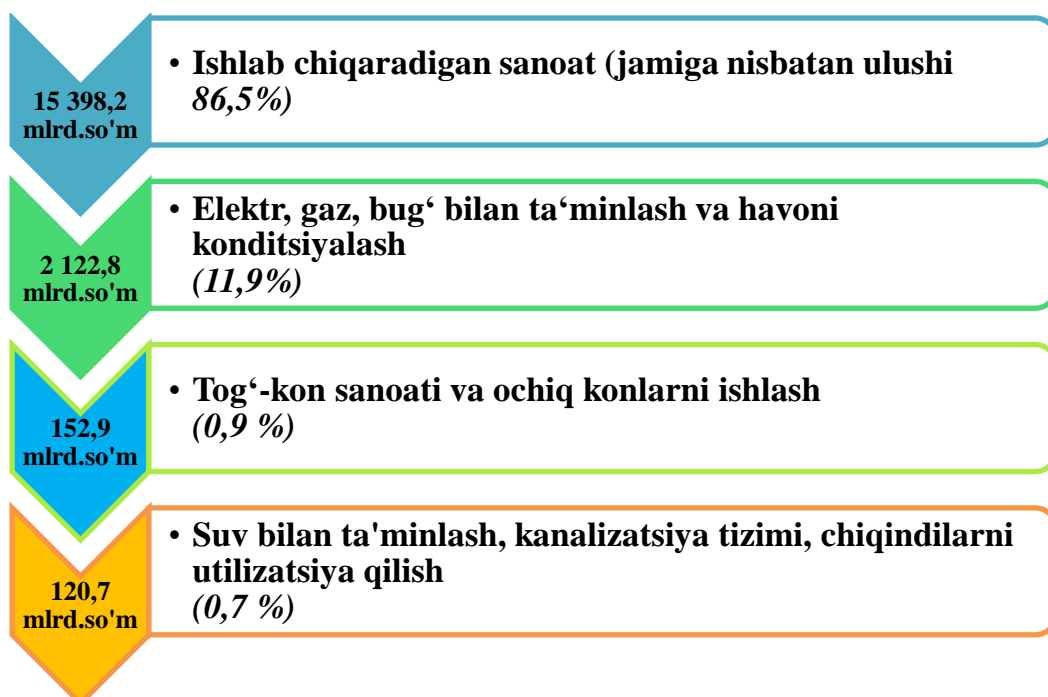 15 398,2
mlrd.so'm
• Ishlab chiqaradigan sanoat (jamiga nisbatan ulushi
86,5%)
2 122,8
mlrd.so'm
• Elektr, gaz, bug‘ bilan ta‘minlash va havoni
konditsiyalash
(11,9%)
152,9
mlrd.so'm
• Tog‘-kon sanoati va ochiq konlarni ishlash
(0,9 %)
120,7
mlrd.so'm
• Suv bilan ta'minlash, kanalizatsiya tizimi, chiqindilarni
utilizatsiya qilish
(0,7 %)